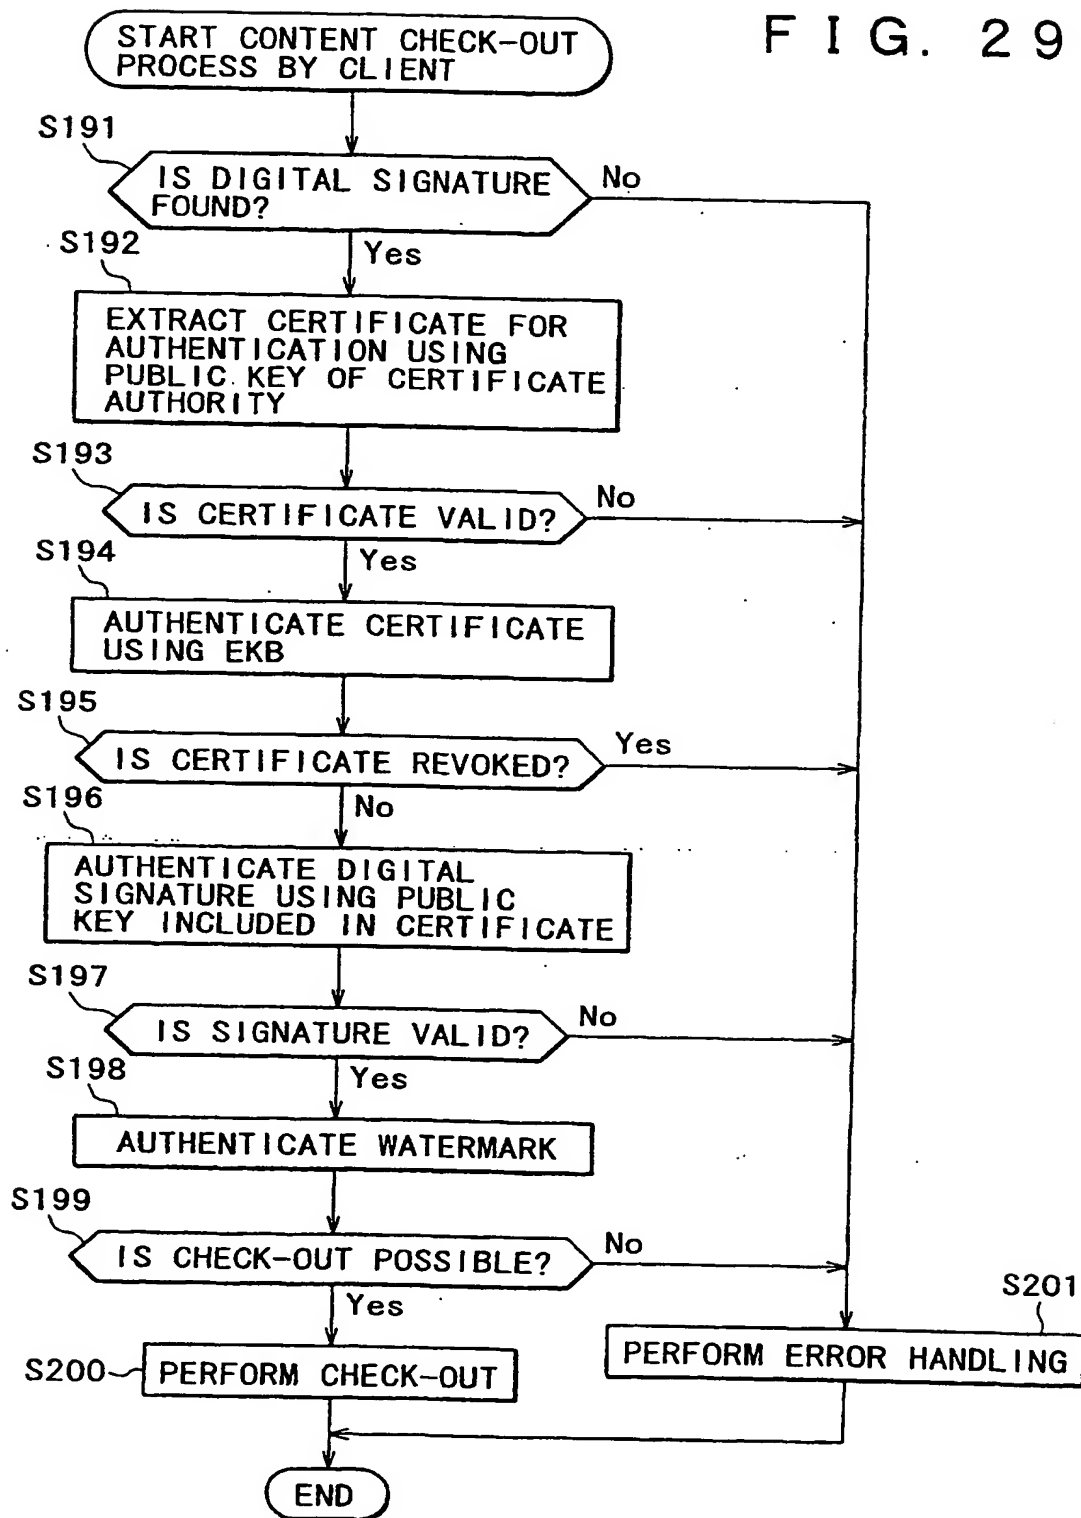 FIG. 29
START CONTENT CHECK-OUT
PROCESS BY CLIENT
S191
IS DIGITAL SIGNATURE
FOUND?
No
Yes
S192
EXTRACT CERTIFICATE FOR
AUTHENTICATION USING
PUBLIC KEY OF CERTIFICATE
AUTHORITY
S193
IS CERTIFICATE VALID?
No
Yes
S194
AUTHENTICATE CERTIFICATE
USING EKB
S195
IS CERTIFICATE REVOKED?
Yes
No
S196
AUTHENTICATE DIGITAL
SIGNATURE USING PUBLIC
KEY INCLUDED IN CERTIFICATE
S197
IS SIGNATURE VALID?
No
Yes
S198
AUTHENTICATE WATERMARK
S199
IS CHECK-OUT POSSIBLE?
No
Yes
S200
PERFORM CHECK-OUT
S201
PERFORM ERROR HANDLING
END